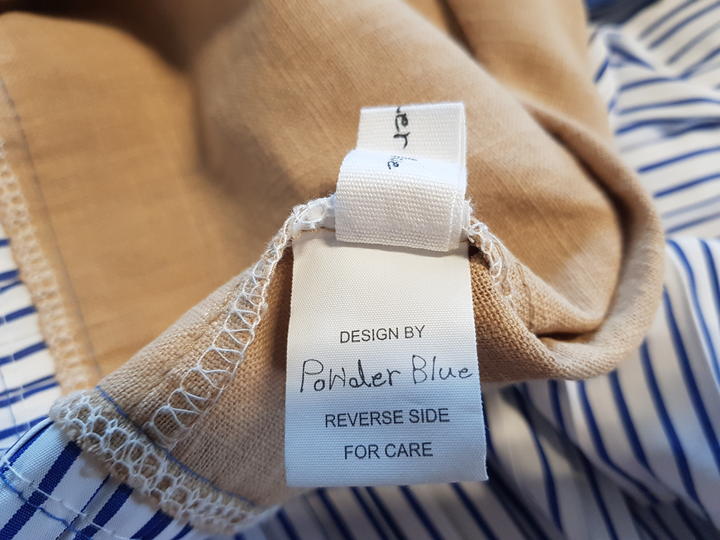 DESIGN BY
Powder Blue
REVERSE SIDE
FOR CARE